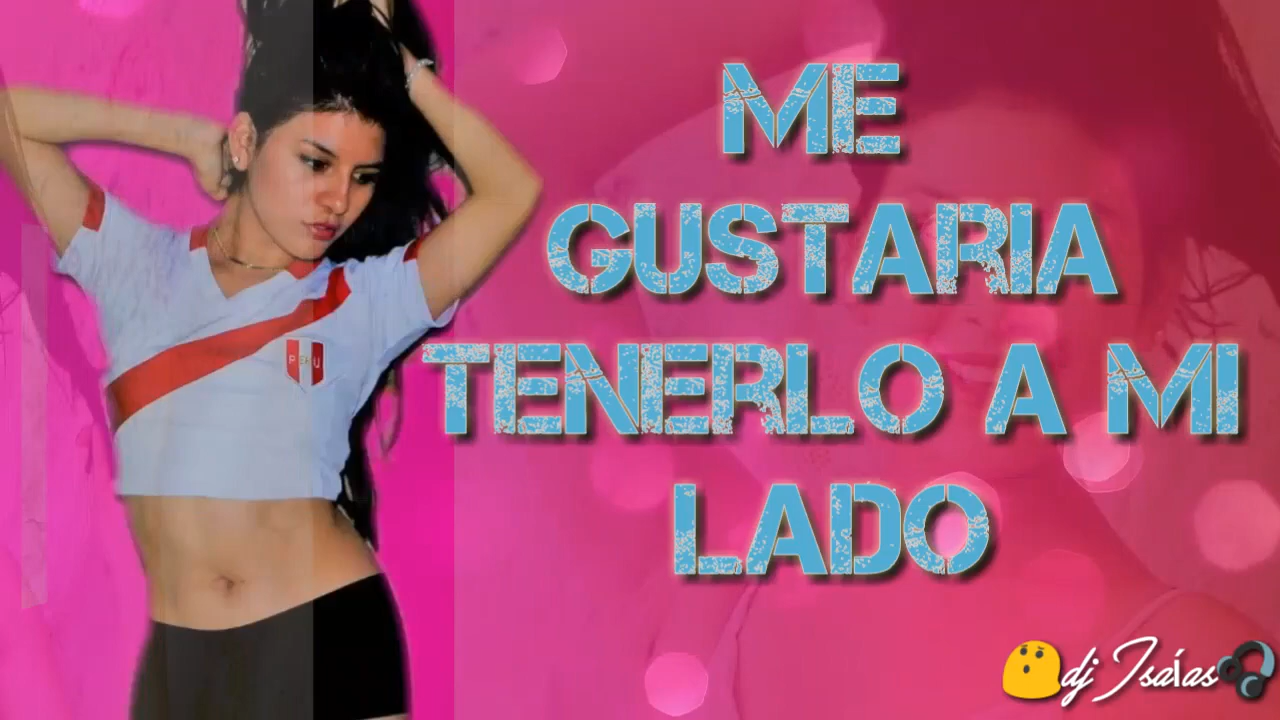 ME
GUSTARIA
TENERLO A MI
LADO
PERU
dj Isaías